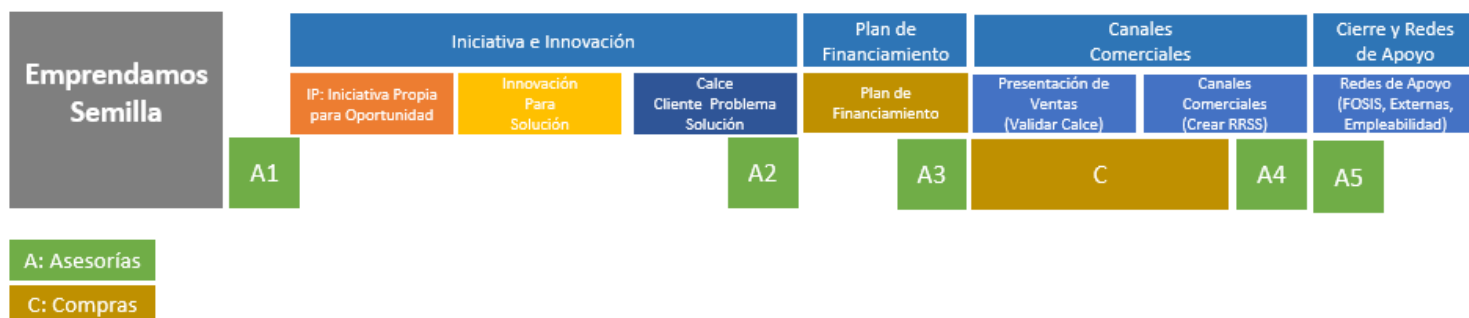 Emprendamos
Semilla
Iniciativa e Innovación
Plan de
Financiamiento
Canales
Comerciales
Cierre y Redes
de Apoyo
IP: Iniciativa Propia
para Oportunidad
Innovación
Para
Solución
Calce
Cliente Problema
Solución
Plan de
Financiamiento
Presentación de
Ventas
(Validar Calce)
Canales
Comerciales
(Crear RRSS)
Redes de Apoyo
(FOSIS, Externas,
Empleabilidad)
A1
A2
A3
C
A4
A5
A: Asesorías
C: Compras